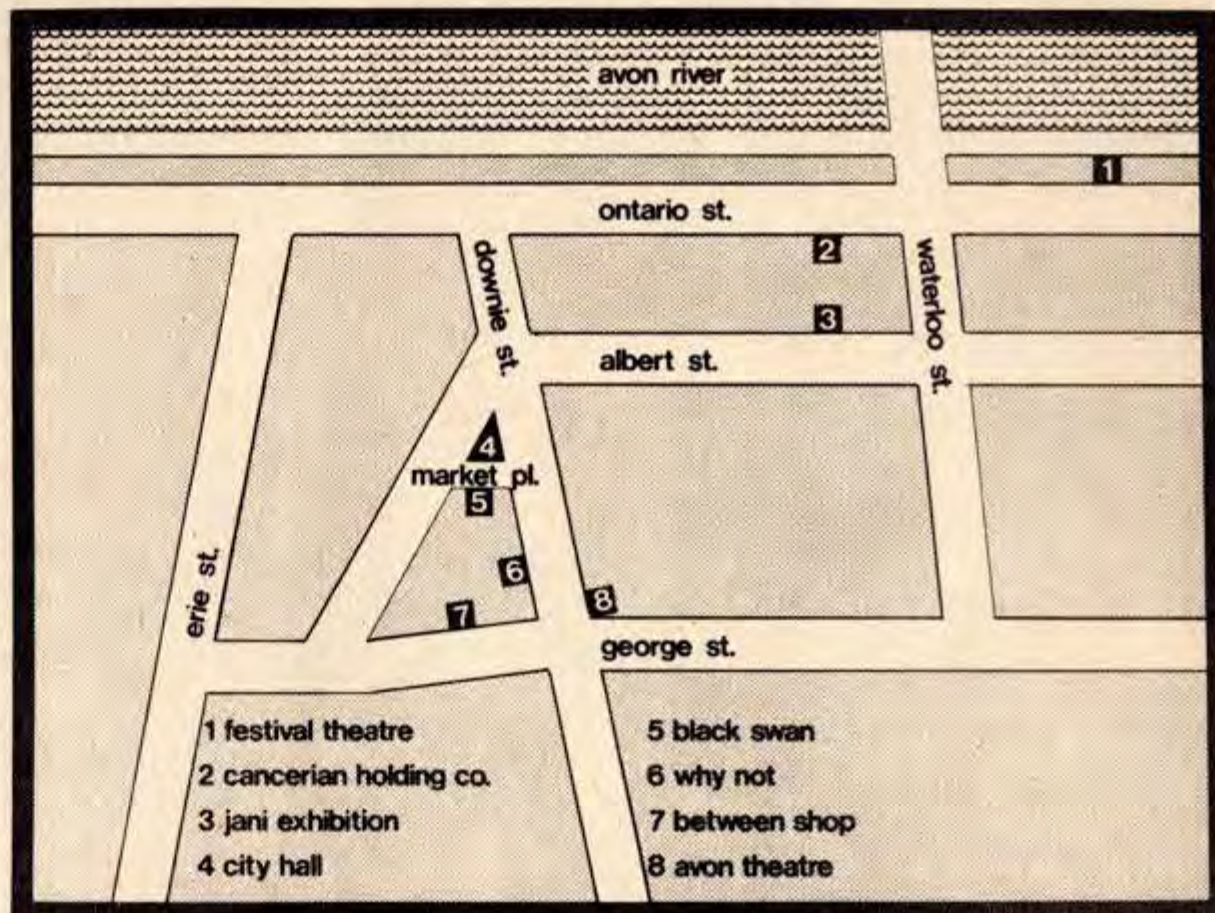 avon river
1
ontario st.
2
downie st.
waterloo st.
3
albert st.
4
market pl.
5
6
erie st.
7
8
george st.
1 festival theatre
2 cancerian holding co.
3 jani exhibition
4 city hall
5 black swan
6 why not
7 between shop
8 avon theatre